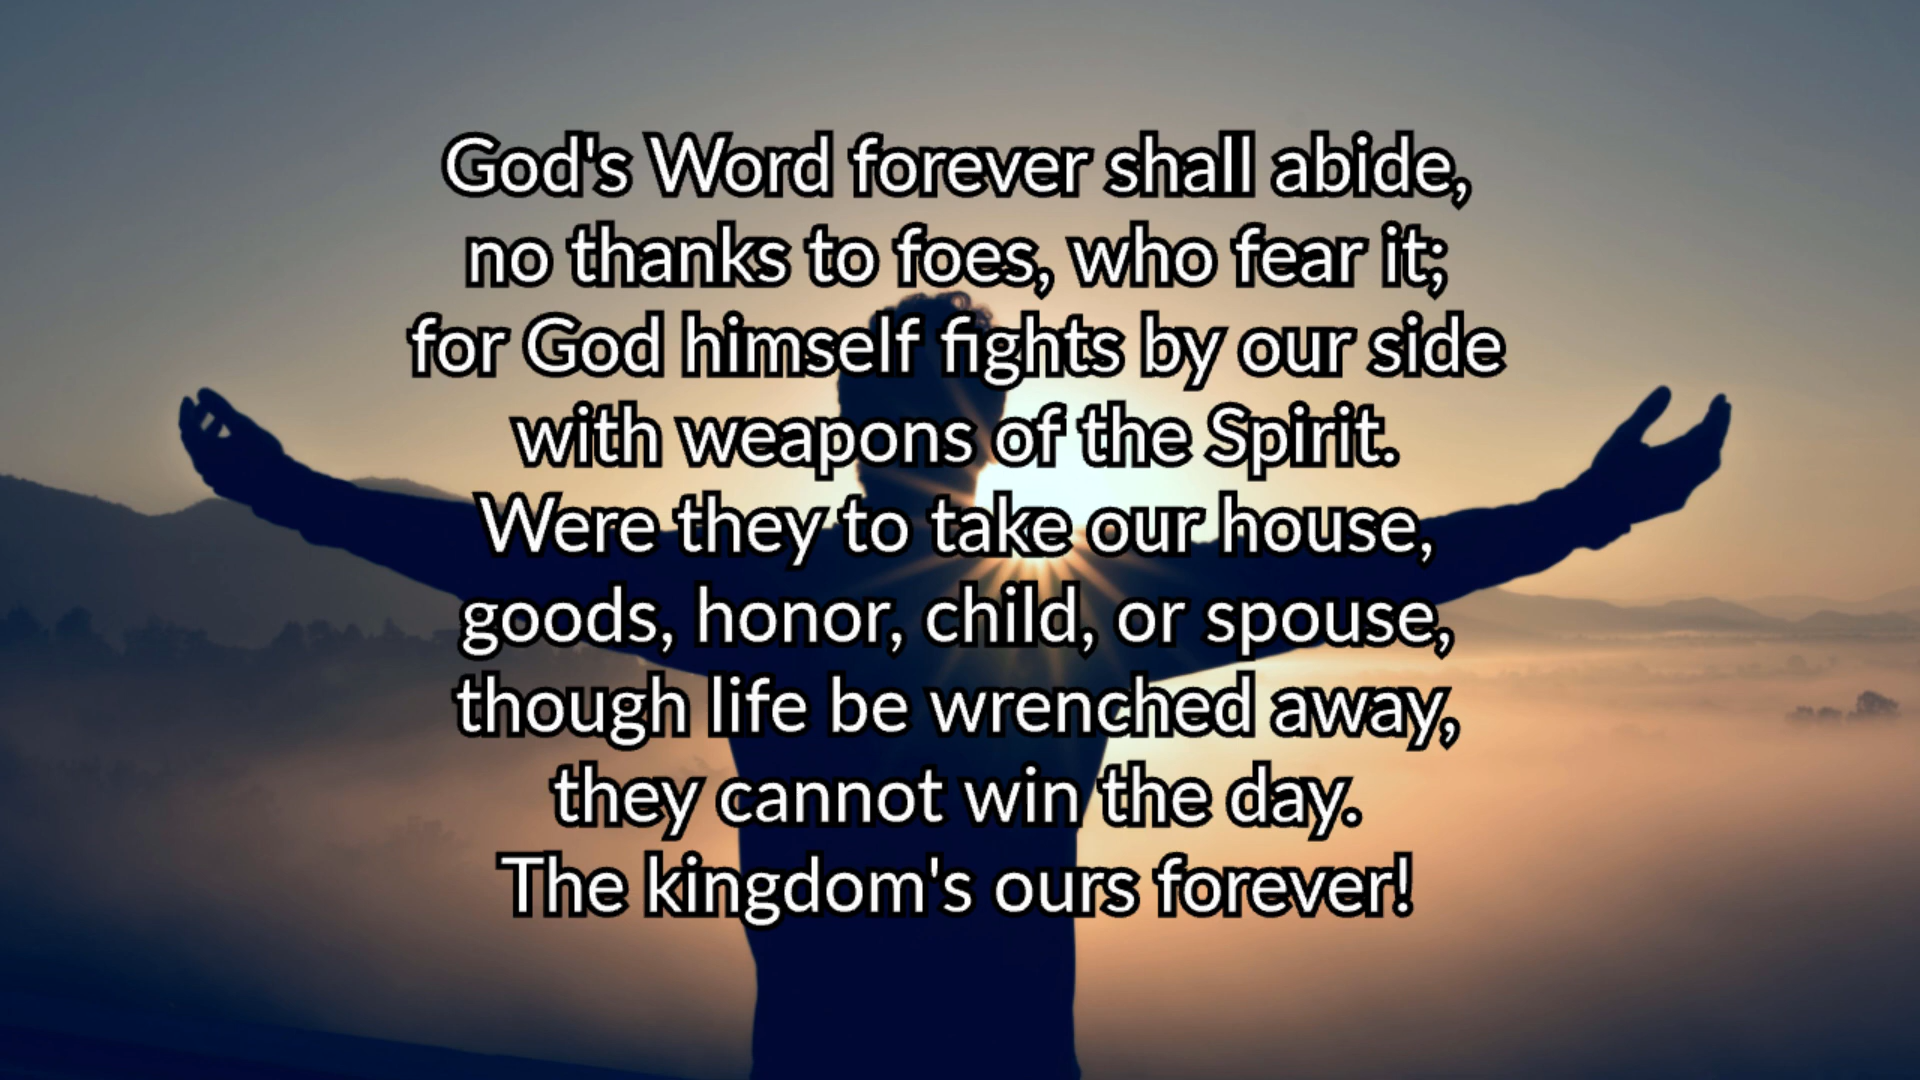 God's Word forever shall abide,
no thanks to foes, who fear it;
for God himself fights by our side
with weapons of the Spirit.
Were they to take our house,
goods, honor, child, or spouse,
though life be wrenched away,
they cannot win the day.
The kingdom's ours forever!